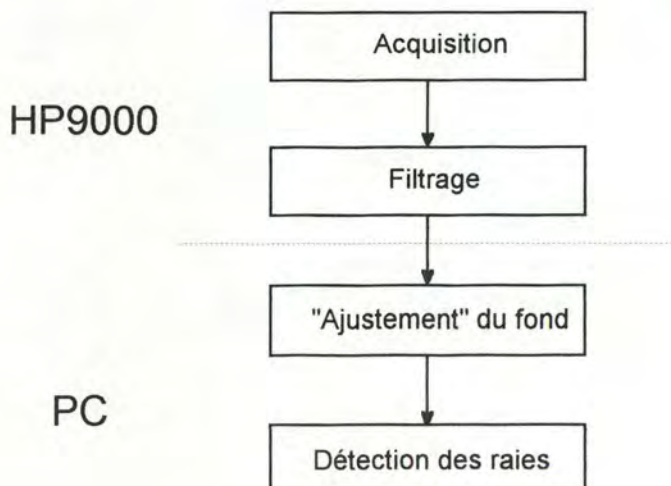 Acquisition
HP9000
Filtrage
"Ajustement" du fond
PC
Détection des raies